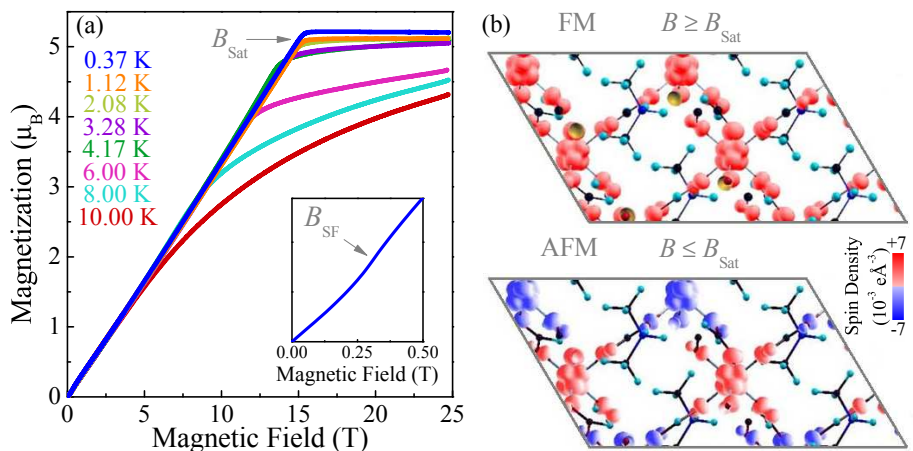 (a)
B_Sat
0.37 K
1.12 K
2.08 K
3.28 K
4.17 K
6.00 K
8.00 K
10.00 K
Magnetization (μ_B)
5
4
3
2
1
0
B_SF
0.00 0.25 0.50
Magnetic Field (T)
0 5 10 15 20 25
Magnetic Field (T)
(b)
FM B ≥ B_Sat
AFM B ≤ B_Sat
+7
Spin Density
(10⁻³ eÅ⁻³)
-7